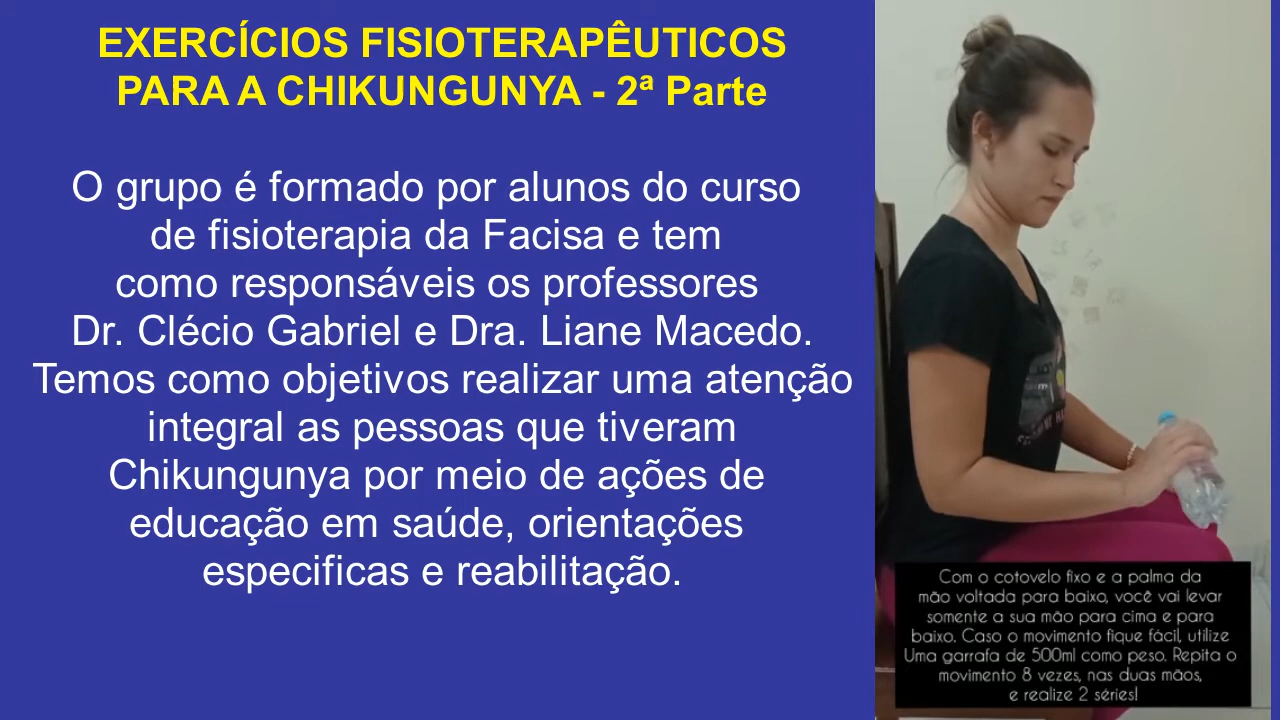 EXERCÍCIOS FISIOTERAPÊUTICOS
PARA A CHIKUNGUNYA - 2ª Parte
O grupo é formado por alunos do curso
de fisioterapia da Facisa e tem
como responsáveis os professores
Dr. Clécio Gabriel e Dra. Liane Macedo.
Temos como objetivos realizar uma atenção
integral as pessoas que tiveram
Chikungunya por meio de ações de
educação em saúde, orientações
especificas e reabilitação.
Com o cotovelo fixo e a palma da
mão voltada para baixo, você vai levar
somente a sua mão para cima e para
baixo. Caso o movimento fique fácil, utilize
Uma garrafa de 500ml como peso. Repita o
movimento 8 vezes, nas duas mãos,
e realize 2 séries!